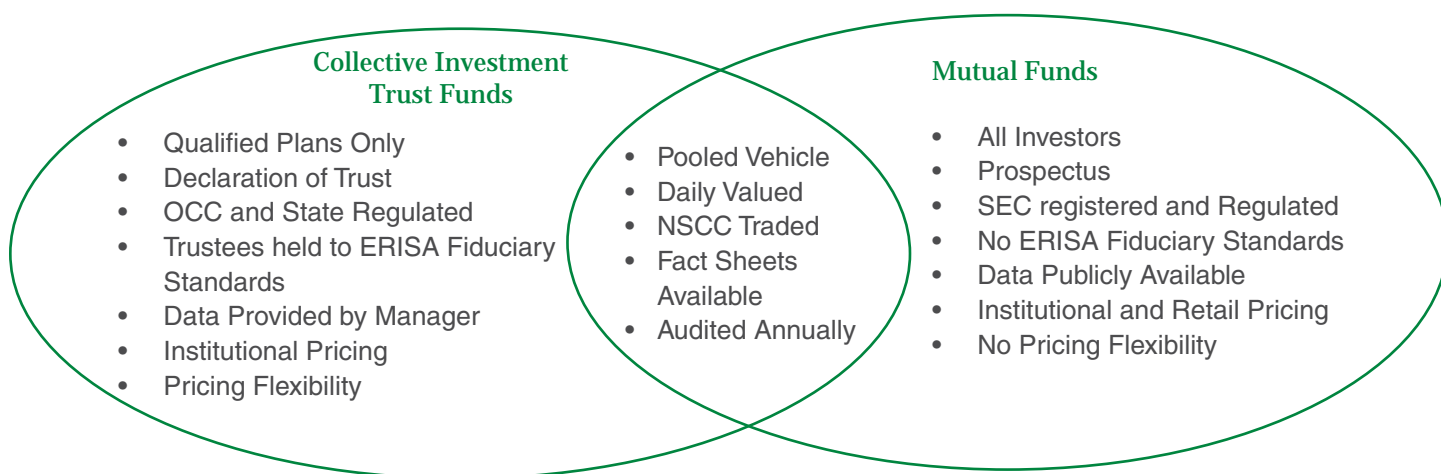 Collective Investment
Trust Funds
• Qualified Plans Only
• Declaration of Trust
• OCC and State Regulated
• Trustees held to ERISA Fiduciary
Standards
• Data Provided by Manager
• Institutional Pricing
• Pricing Flexibility
• Pooled Vehicle
• Daily Valued
• NSCC Traded
• Fact Sheets
Available
• Audited Annually
Mutual Funds
• All Investors
• Prospectus
• SEC registered and Regulated
• No ERISA Fiduciary Standards
• Data Publicly Available
• Institutional and Retail Pricing
• No Pricing Flexibility